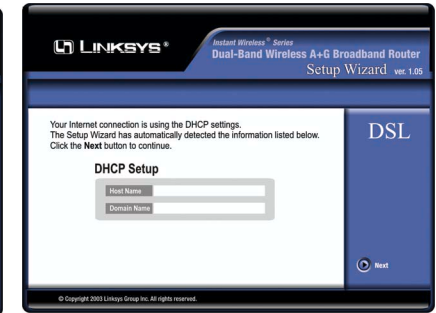 LINKSYS®
Instant Wireless® Series
Dual-Band Wireless A+G Broadband Router
Setup Wizard ver. 1.05
Your Internet connection is using the DHCP settings.
The Setup Wizard has automatically detected the information listed below.
Click the Next button to continue.
DSL
DHCP Setup
Host Name
Domain Name
Next
© Copyright 2003 Linksys Group Inc. All rights reserved.